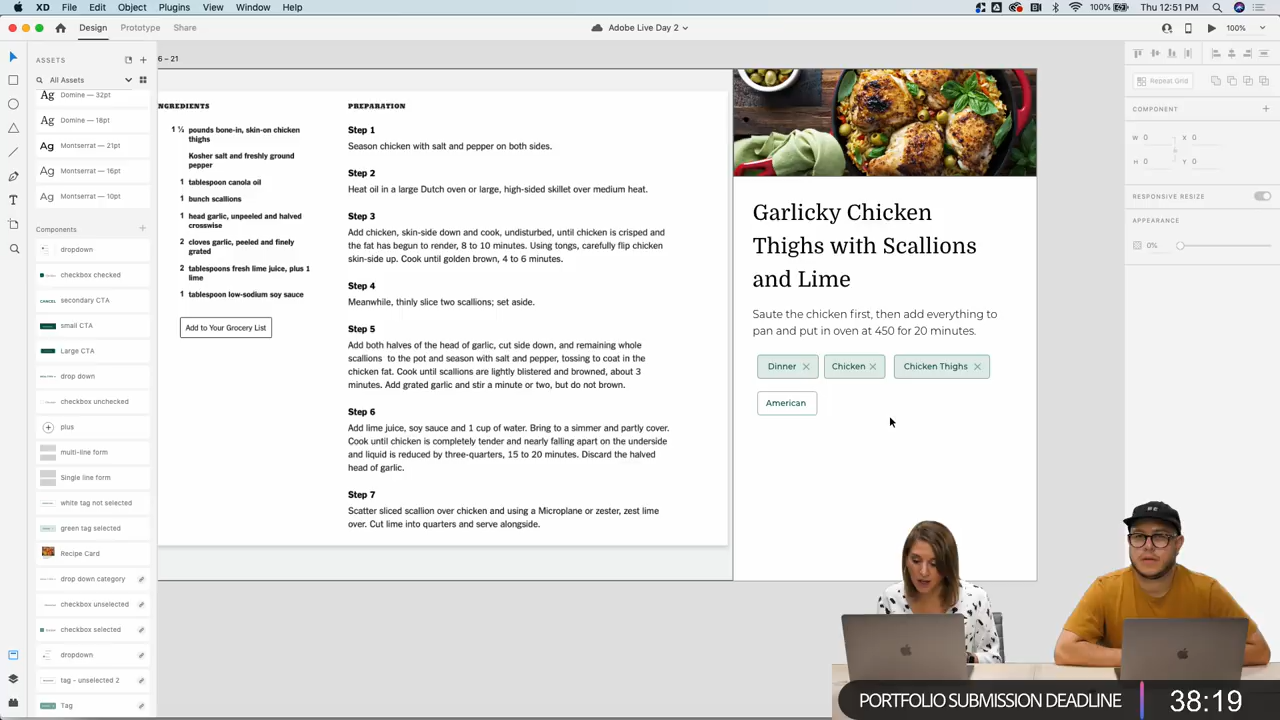 XD File Edit Object Plugins View Window Help
100% Thu 12:51 PM
Design Prototype Share
Adobe Live Day 2
100%
ASSETS
All Assets
Ag Domine — 32pt
Ag Domine — 18pt
Ag Montserrat — 21pt
Ag Montserrat — 16pt
Ag Montserrat — 10pt
Components
dropdown
checkbox checked
CANCEL secondary CTA
small CTA
Large CTA
drop down
checkbox unchecked
plus
multi-line form
Single line form
white tag not selected
green tag selected
Recipe Card
drop down category
checkbox unselected
checkbox selected
dropdown
tag - unselected 2
Tag
6 – 21
NGREDIENTS
1 ½ pounds bone-in, skin-on chicken
thighs
Kosher salt and freshly ground
pepper
1 tablespoon canola oil
1 bunch scallions
1 head garlic, unpeeled and halved
crosswise
2 cloves garlic, peeled and finely
grated
2 tablespoons fresh lime juice, plus 1
lime
1 tablespoon low-sodium soy sauce
Add to Your Grocery List
PREPARATION
Step 1
Season chicken with salt and pepper on both sides.
Step 2
Heat oil in a large Dutch oven or large, high-sided skillet over medium heat.
Step 3
Add chicken, skin-side down and cook, undisturbed, until chicken is crisped and
the fat has begun to render, 8 to 10 minutes. Using tongs, carefully flip chicken
skin-side up. Cook until golden brown, 4 to 6 minutes.
Step 4
Meanwhile, thinly slice two scallions; set aside.
Step 5
Add both halves of the head of garlic, cut side down, and remaining whole
scallions to the pot and season with salt and pepper, tossing to coat in the
chicken fat. Cook until scallions are lightly blistered and browned, about 3
minutes. Add grated garlic and stir a minute or two, but do not brown.
Step 6
Add lime juice, soy sauce and 1 cup of water. Bring to a simmer and partly cover.
Cook until chicken is completely tender and nearly falling apart on the underside
and liquid is reduced by three-quarters, 15 to 20 minutes. Discard the halved
head of garlic.
Step 7
Scatter sliced scallion over chicken and using a Microplane or zester, zest lime
over. Cut lime into quarters and serve alongside.
Garlicky Chicken
Thighs with Scallions
and Lime
Saute the chicken first, then add everything to
pan and put in oven at 450 for 20 minutes.
Dinner Chicken Chicken Thighs
American
Repeat Grid
COMPONENT
W 0 X 0
H 0 Y 0
RESPONSIVE RESIZE
APPEARANCE
0%
PORTFOLIO SUBMISSION DEADLINE 38:19